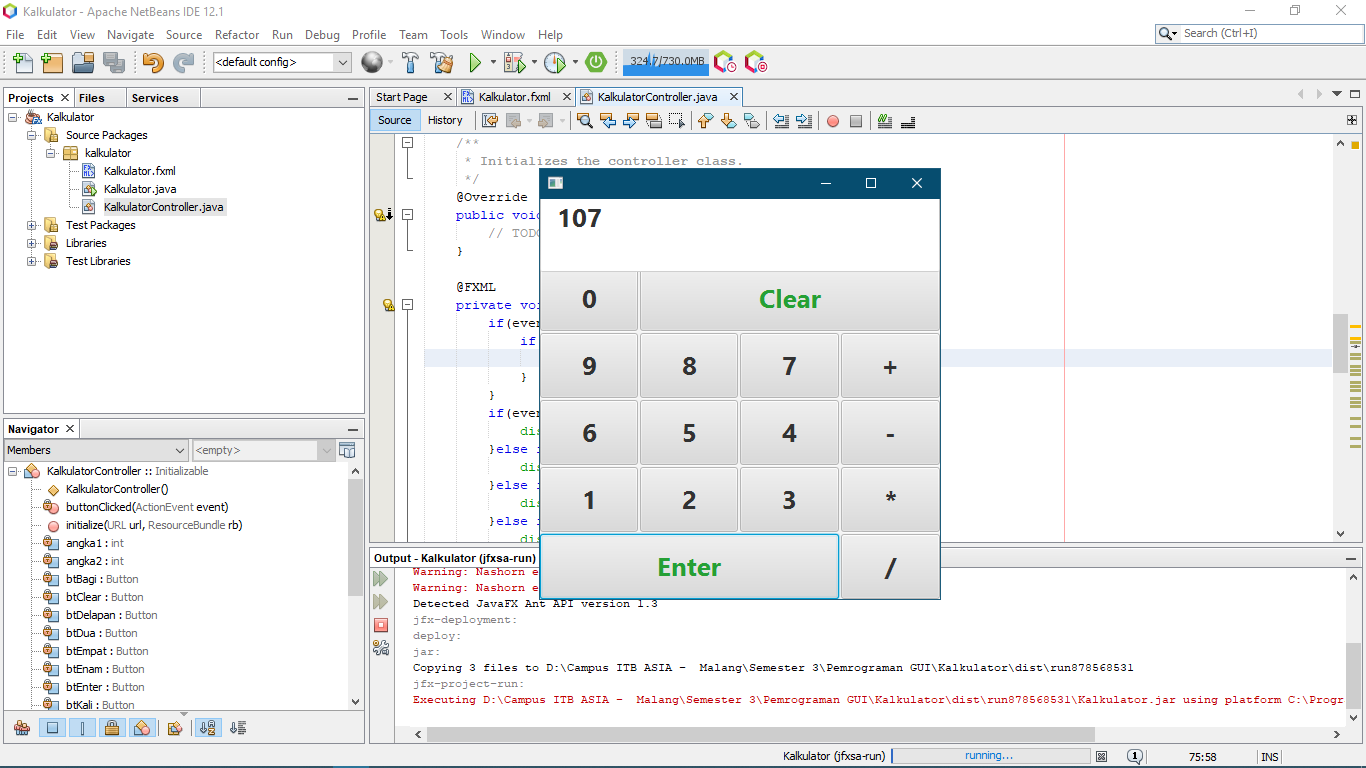 Kalkulator - Apache NetBeans IDE 12.1
File Edit View Navigate Source Refactor Run Debug Profile Team Tools Window Help
Search (Ctrl+I)
<default config>
324.7/730.0MB
Projects Files Services
Kalkulator
Source Packages
kalkulator
Kalkulator.fxml
Kalkulator.java
KalkulatorController.java
Test Packages
Libraries
Test Libraries
Navigator
Members
<empty>
KalkulatorController :: Initializable
KalkulatorController()
buttonClicked(ActionEvent event)
initialize(URL url, ResourceBundle rb)
angka1 : int
angka2 : int
btBagi : Button
btClear : Button
btDelapan : Button
btDua : Button
btEmpat : Button
btEnam : Button
btEnter : Button
btKali : Button
Start Page Kalkulator.fxml KalkulatorController.java
Source History
/**
* Initializes the controller class.
*/
@Override
public void
// TODO
}
@FXML
private voi
if(even
if
}
}
if(even
dis
}else i
dis
}else i
dis
}else i
dis
107
0 Clear
9 8 7 +
6 5 4 -
1 2 3 *
Enter /
Output - Kalkulator (jfxsa-run)
Warning: Nashorn e
Warning: Nashorn e
Detected JavaFX Ant API version 1.3
jfx-deployment:
deploy:
jar:
Copying 3 files to D:\Campus ITB ASIA -  Malang\Semester 3\Pemrograman GUI\Kalkulator\dist\run878568531
jfx-project-run:
Executing D:\Campus ITB ASIA -  Malang\Semester 3\Pemrograman GUI\Kalkulator\dist\run878568531\Kalkulator.jar using platform C:\Progr
Kalkulator (jfxsa-run) running... 1 75:58 INS